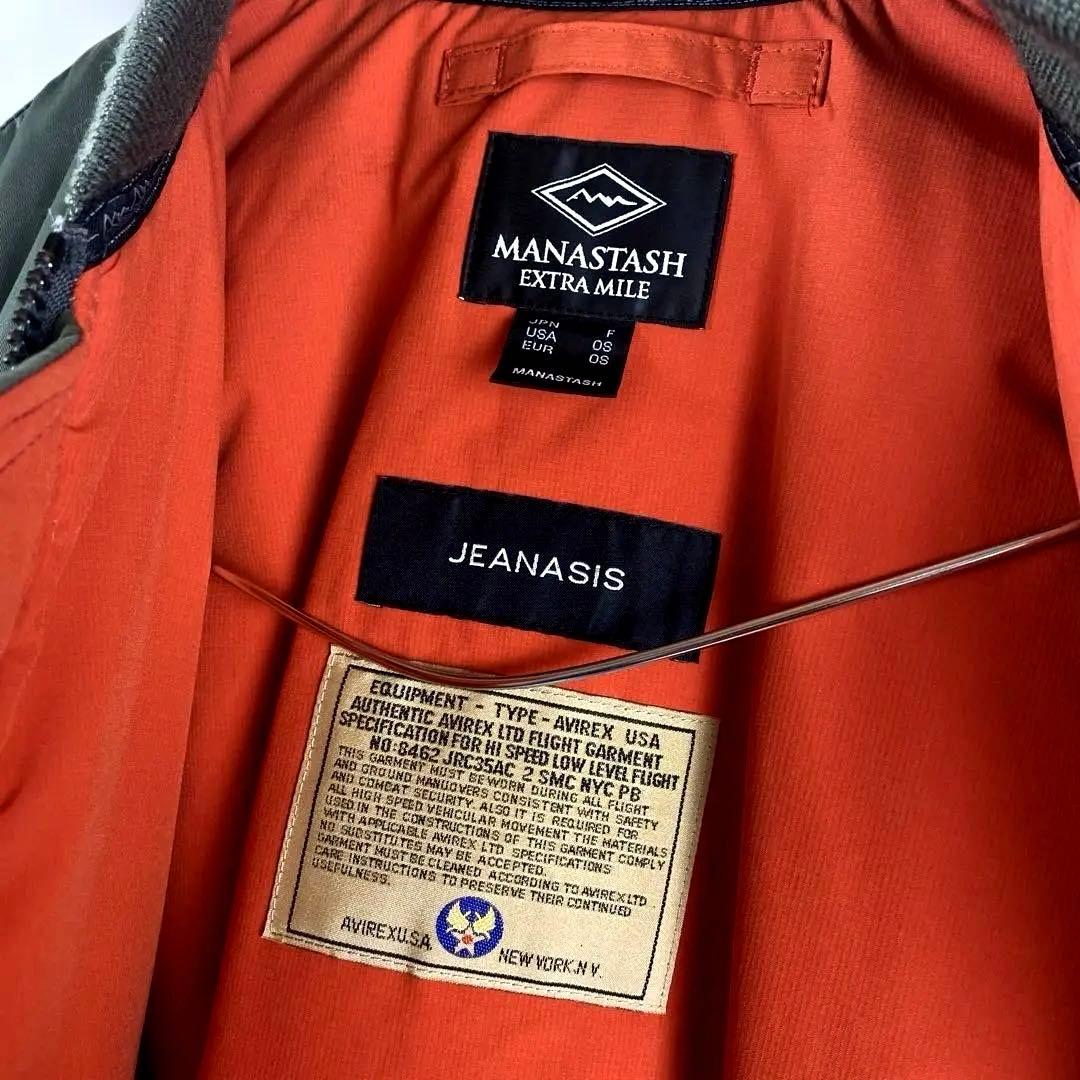 MANASTASH
EXTRA MILE
JPN F
USA OS
EUR OS
MANASTASH
JEANASIS
EQUIPMENT - TYPE - AVIREX USA
AUTHENTIC AVIREX LTD FLIGHT GARMENT
SPECIFICATION FOR HI SPEED LOW LEVEL FLIGHT
NO:8462 JRC35AC 2 SMC NYC PB
THIS GARMENT MUST BE WORN DURING ALL FLIGHT
AND GROUND MANUOVERS CONSISTENT WITH SAFETY
AND COMBAT SECURITY. ALSO IT IS REQUIRED FOR
ALL HIGH SPEED VEHICULAR MOVEMENT THE MATERIALS
USED IN THE CONSTRUCTIONS OF THIS GARMENT COMPLY
WITH APPLICABLE AVIREX LTD SPECIFICATIONS
NO SUBSTITUTES MAY BE ACCEPTED.
GARMENT MUST BE CLEANED ACCORDING TO AVIREX LTD
CARE INSTRUCTIONS TO PRESERVE THEIR CONTINUED
USEFULNESS.
AVIREX U.S.A. NEW YORK.N.Y.